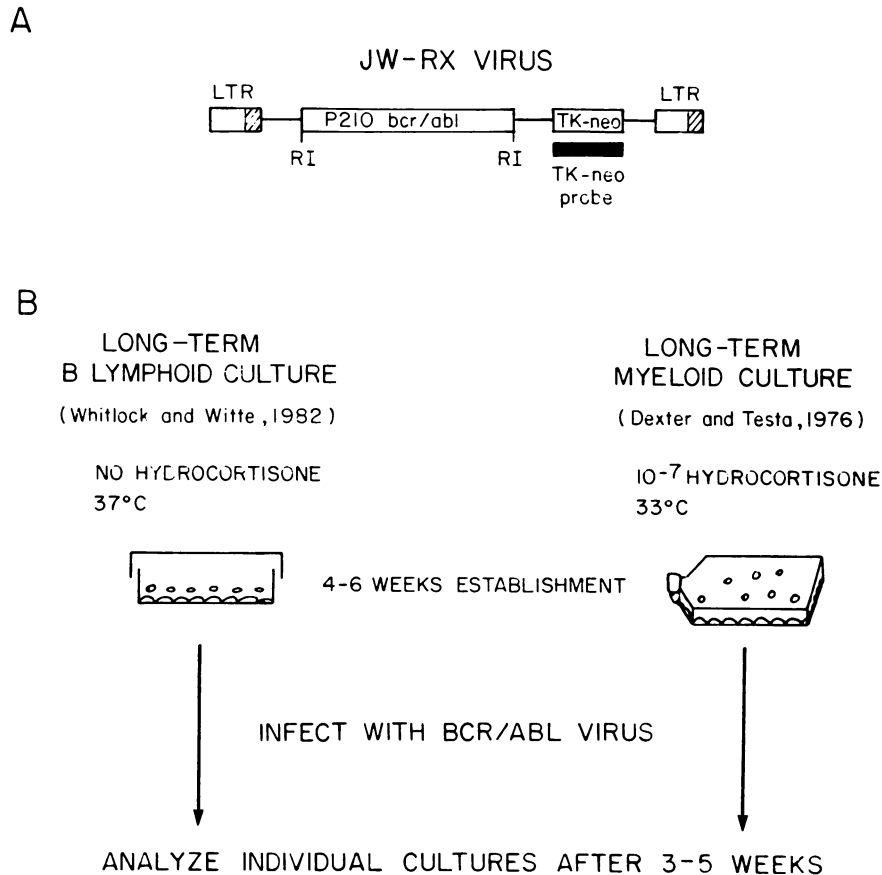 A
JW-RX VIRUS
LTR
LTR
P210 bcr/abl
TK-neo
RI
RI
TK-neo
probe
B
LONG-TERM
B LYMPHOID CULTURE
(Whitlock and Witte, 1982)
NO HYDROCORTISONE
37°C
LONG-TERM
MYELOID CULTURE
(Dexter and Testa, 1976)
10⁻⁷ HYDROCORTISONE
33°C
4-6 WEEKS ESTABLISHMENT
INFECT WITH BCR/ABL VIRUS
ANALYZE INDIVIDUAL CULTURES AFTER 3-5 WEEKS